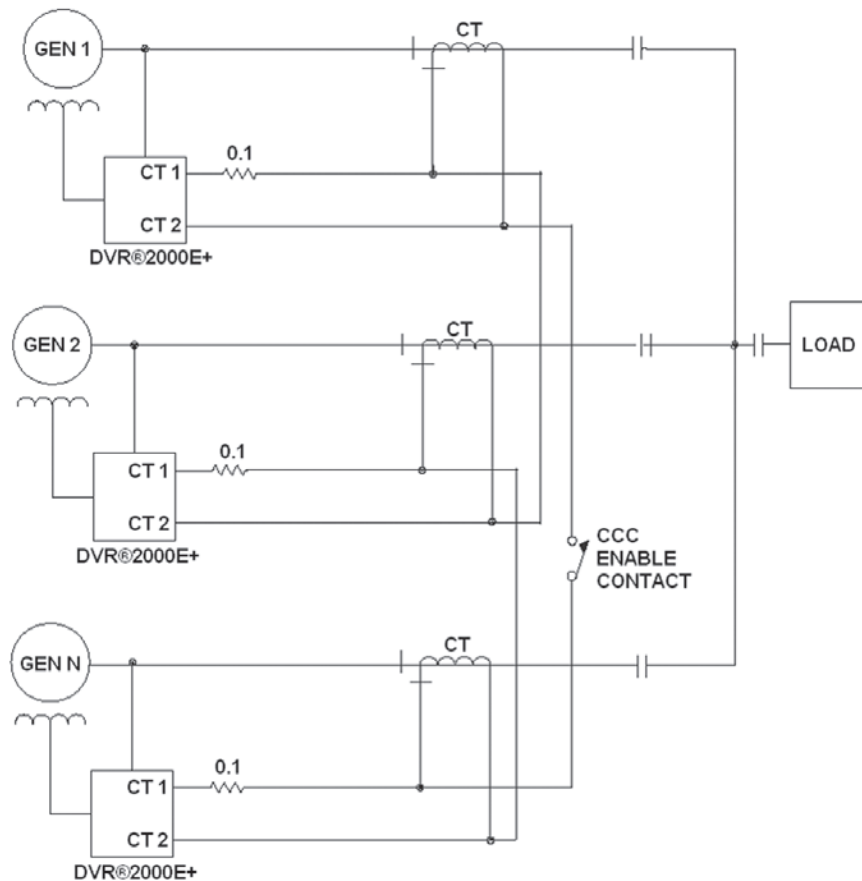 GEN 1
CT
0.1
CT 1
CT 2
DVR®2000E+
GEN 2
CT
LOAD
0.1
CT 1
CT 2
DVR®2000E+
CCC
ENABLE
CONTACT
GEN N
CT
0.1
CT 1
CT 2
DVR®2000E+